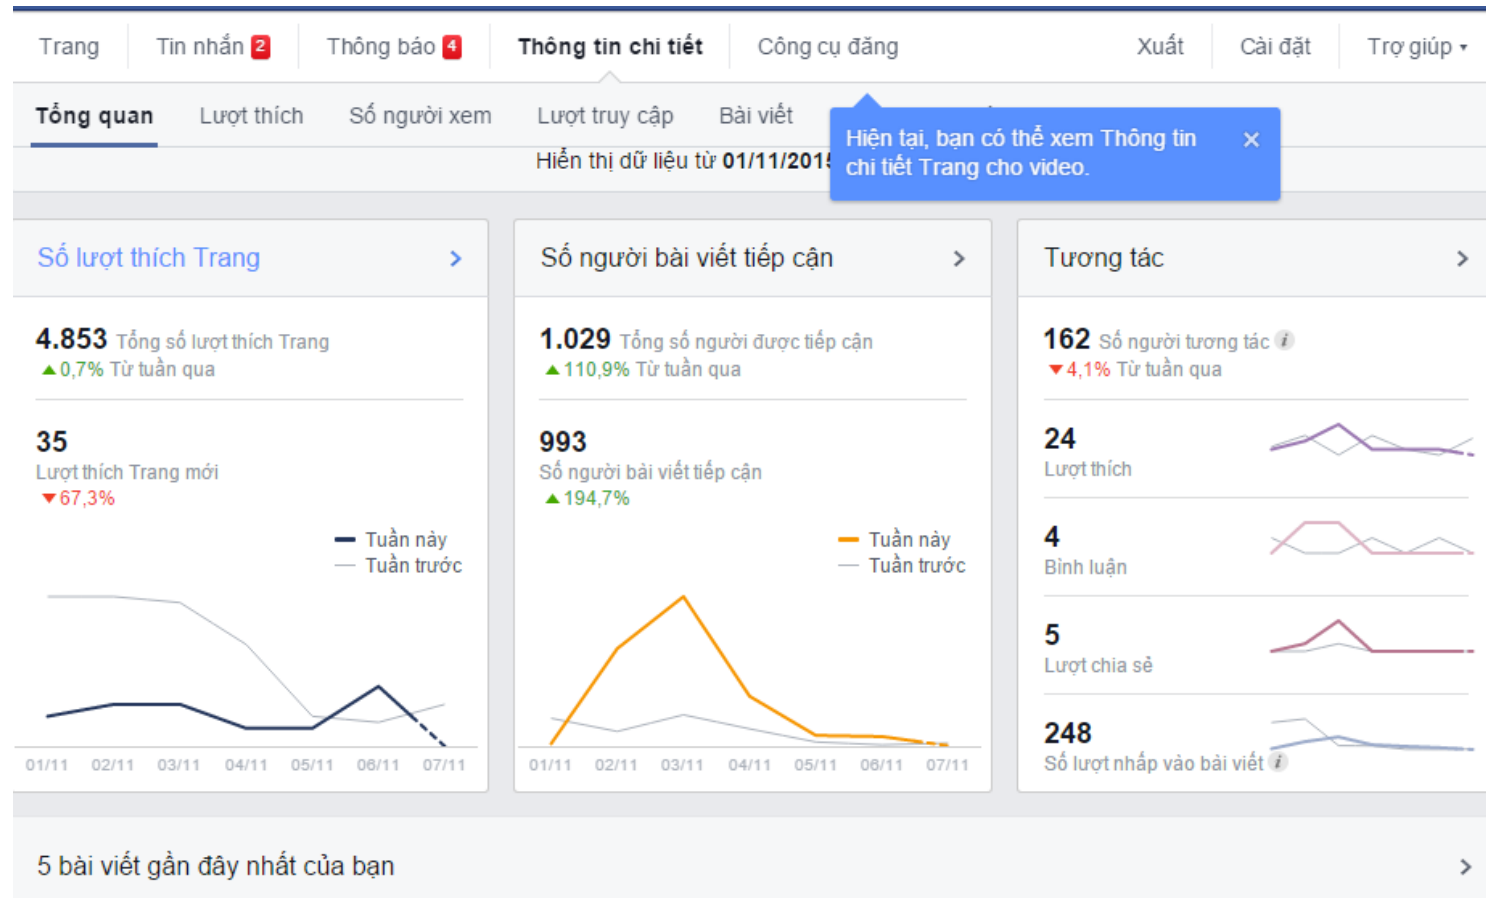 Trang Tin nhắn 2 Thông báo 4 Thông tin chi tiết Công cụ đăng Xuất Cài đặt Trợ giúp
Tổng quan Lượt thích Số người xem Lượt truy cập Bài viết
Hiển thị dữ liệu từ 01/11/2015
Hiện tại, bạn có thể xem Thông tin
chi tiết Trang cho video.
Số lượt thích Trang
4.853 Tổng số lượt thích Trang
0,7% Từ tuần qua
35
Lượt thích Trang mới
67,3%
Tuần này
Tuần trước
01/11 02/11 03/11 04/11 05/11 06/11 07/11
Số người bài viết tiếp cận
1.029 Tổng số người được tiếp cận
110,9% Từ tuần qua
993
Số người bài viết tiếp cận
194,7%
Tuần này
Tuần trước
01/11 02/11 03/11 04/11 05/11 06/11 07/11
Tương tác
162 Số người tương tác i
4,1% Từ tuần qua
24
Lượt thích
4
Bình luận
5
Lượt chia sẻ
248
Số lượt nhấp vào bài viết i
5 bài viết gần đây nhất của bạn